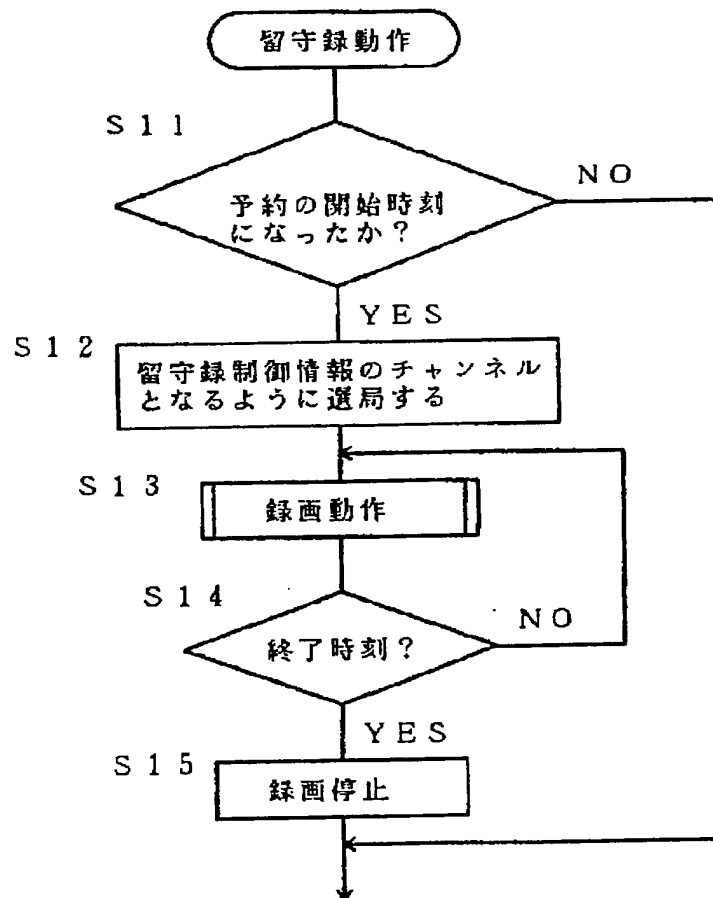 留守録動作
S11
予約の開始時刻
になったか？
NO
YES
S12
留守録制御情報のチャンネル
となるように選局する
S13
録画動作
S14
終了時刻？
NO
YES
S15
録画停止